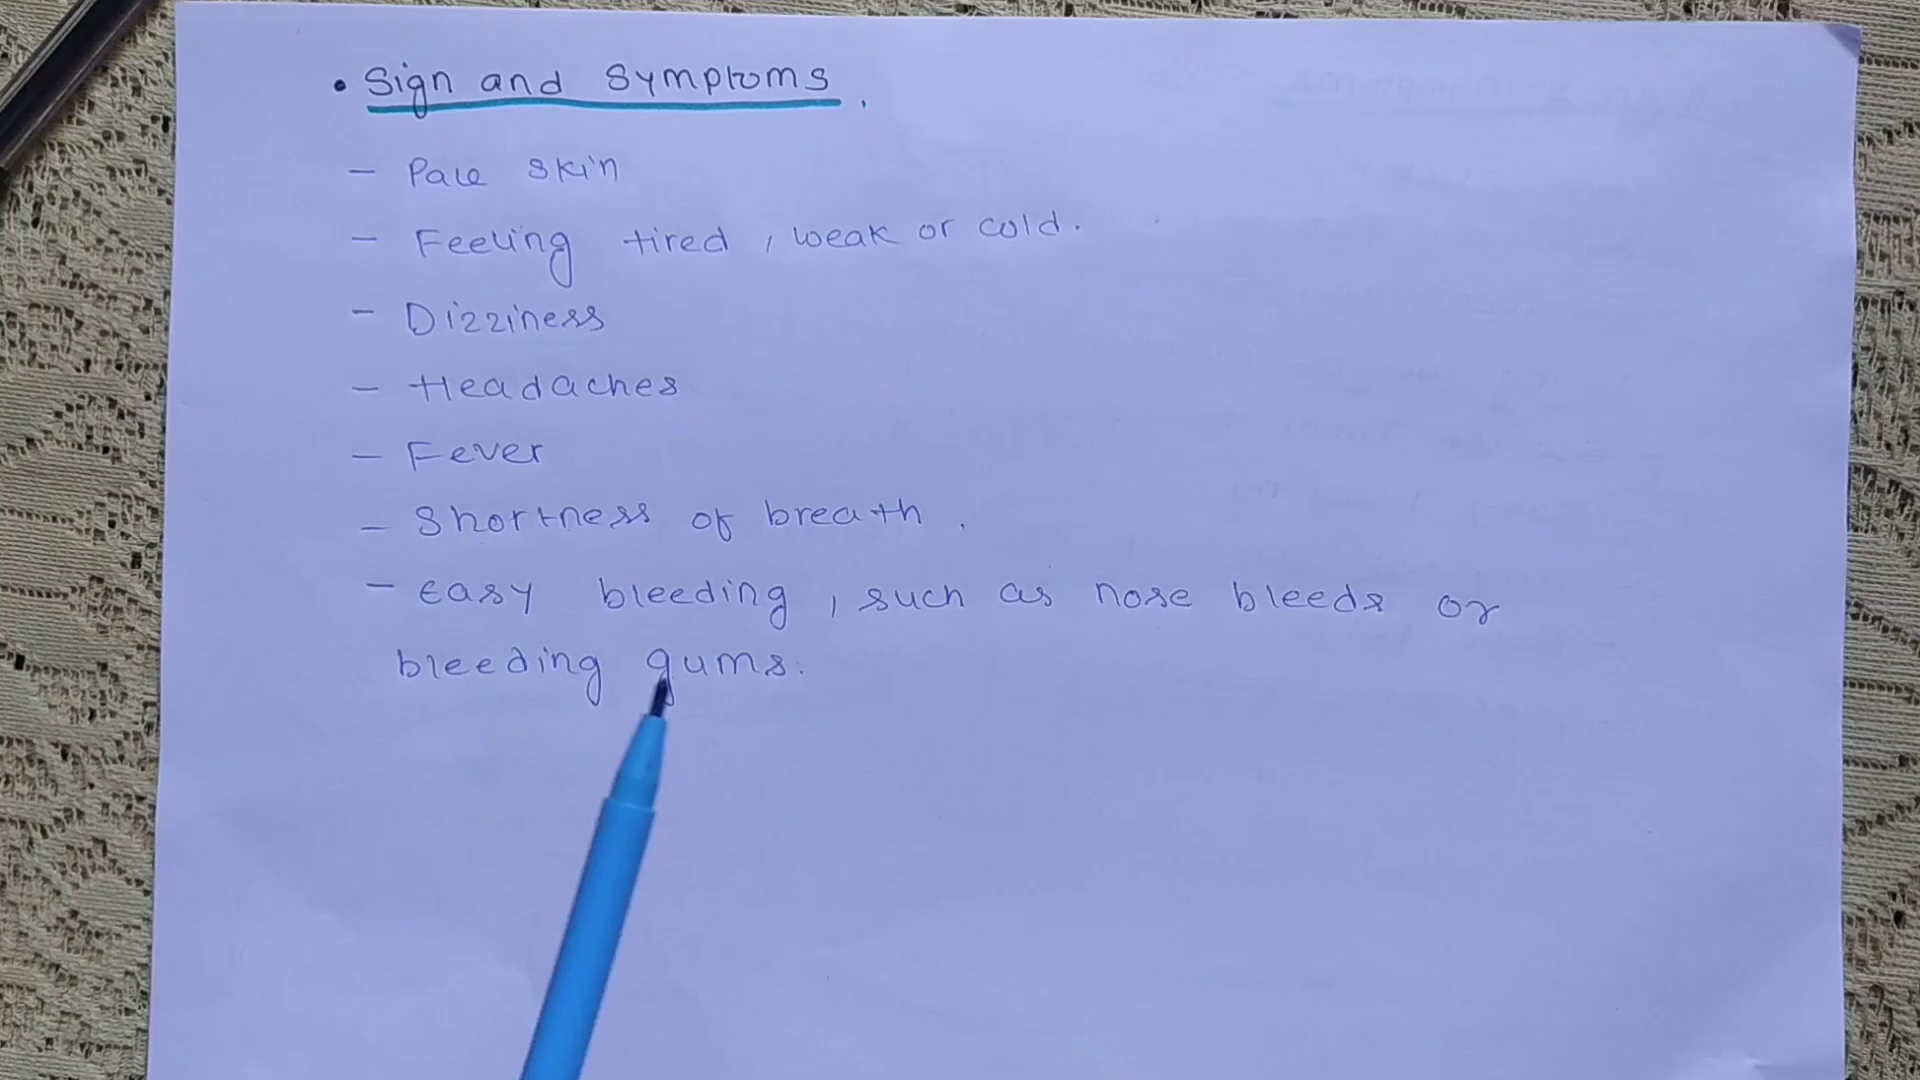 • Sign and Symptoms.
- Pale skin
- Feeling tired, weak or cold.
- Dizziness
- Headaches
- Fever
- Shortness of breath.
- easy bleeding, such as nose bleeds or
bleeding gums.